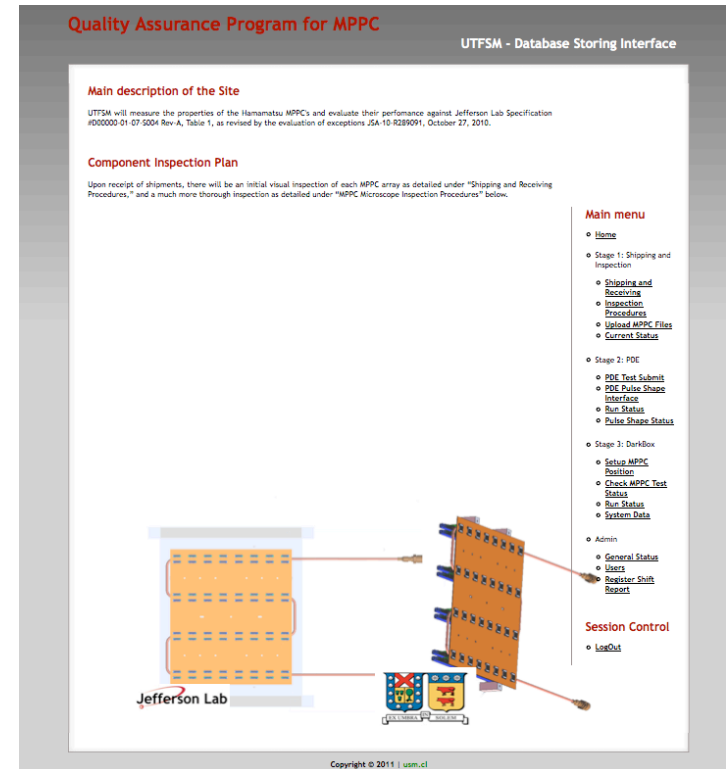 Quality Assurance Program for MPPC
UTFSM - Database Storing Interface
Main description of the Site
UTFSM will measure the properties of the Hamamatsu MPPC's and evaluate their perfomance against Jefferson Lab Specification
#D00000-01-07-S004 Rev-A, Table 1, as revised by the evaluation of exceptions JSA-10-R289091, October 27, 2010.
Component Inspection Plan
Upon receipt of shipments, there will be an initial visual inspection of each MPPC array as detailed under "Shipping and Receiving
Procedures," and a much more thorough inspection as detailed under "MPPC Microscope Inspection Procedures" below.
Main menu
Home
Stage 1: Shipping and
Inspection
Shipping and
Receiving
Inspection
Procedures
Upload MPPC Files
Current Status
Stage 2: PDE
PDE Test Submit
PDE Pulse Shape
Interface
Run Status
Pulse Shape Status
Stage 3: DarkBox
Setup MPPC
Position
Check MPPC Test
Status
Run Status
System Data
Admin
General Status
Users
Register Shift
Report
Session Control
LogOut
Jefferson Lab
EX UMBRA IN SOLEM
Copyright © 2011 | usm.cl